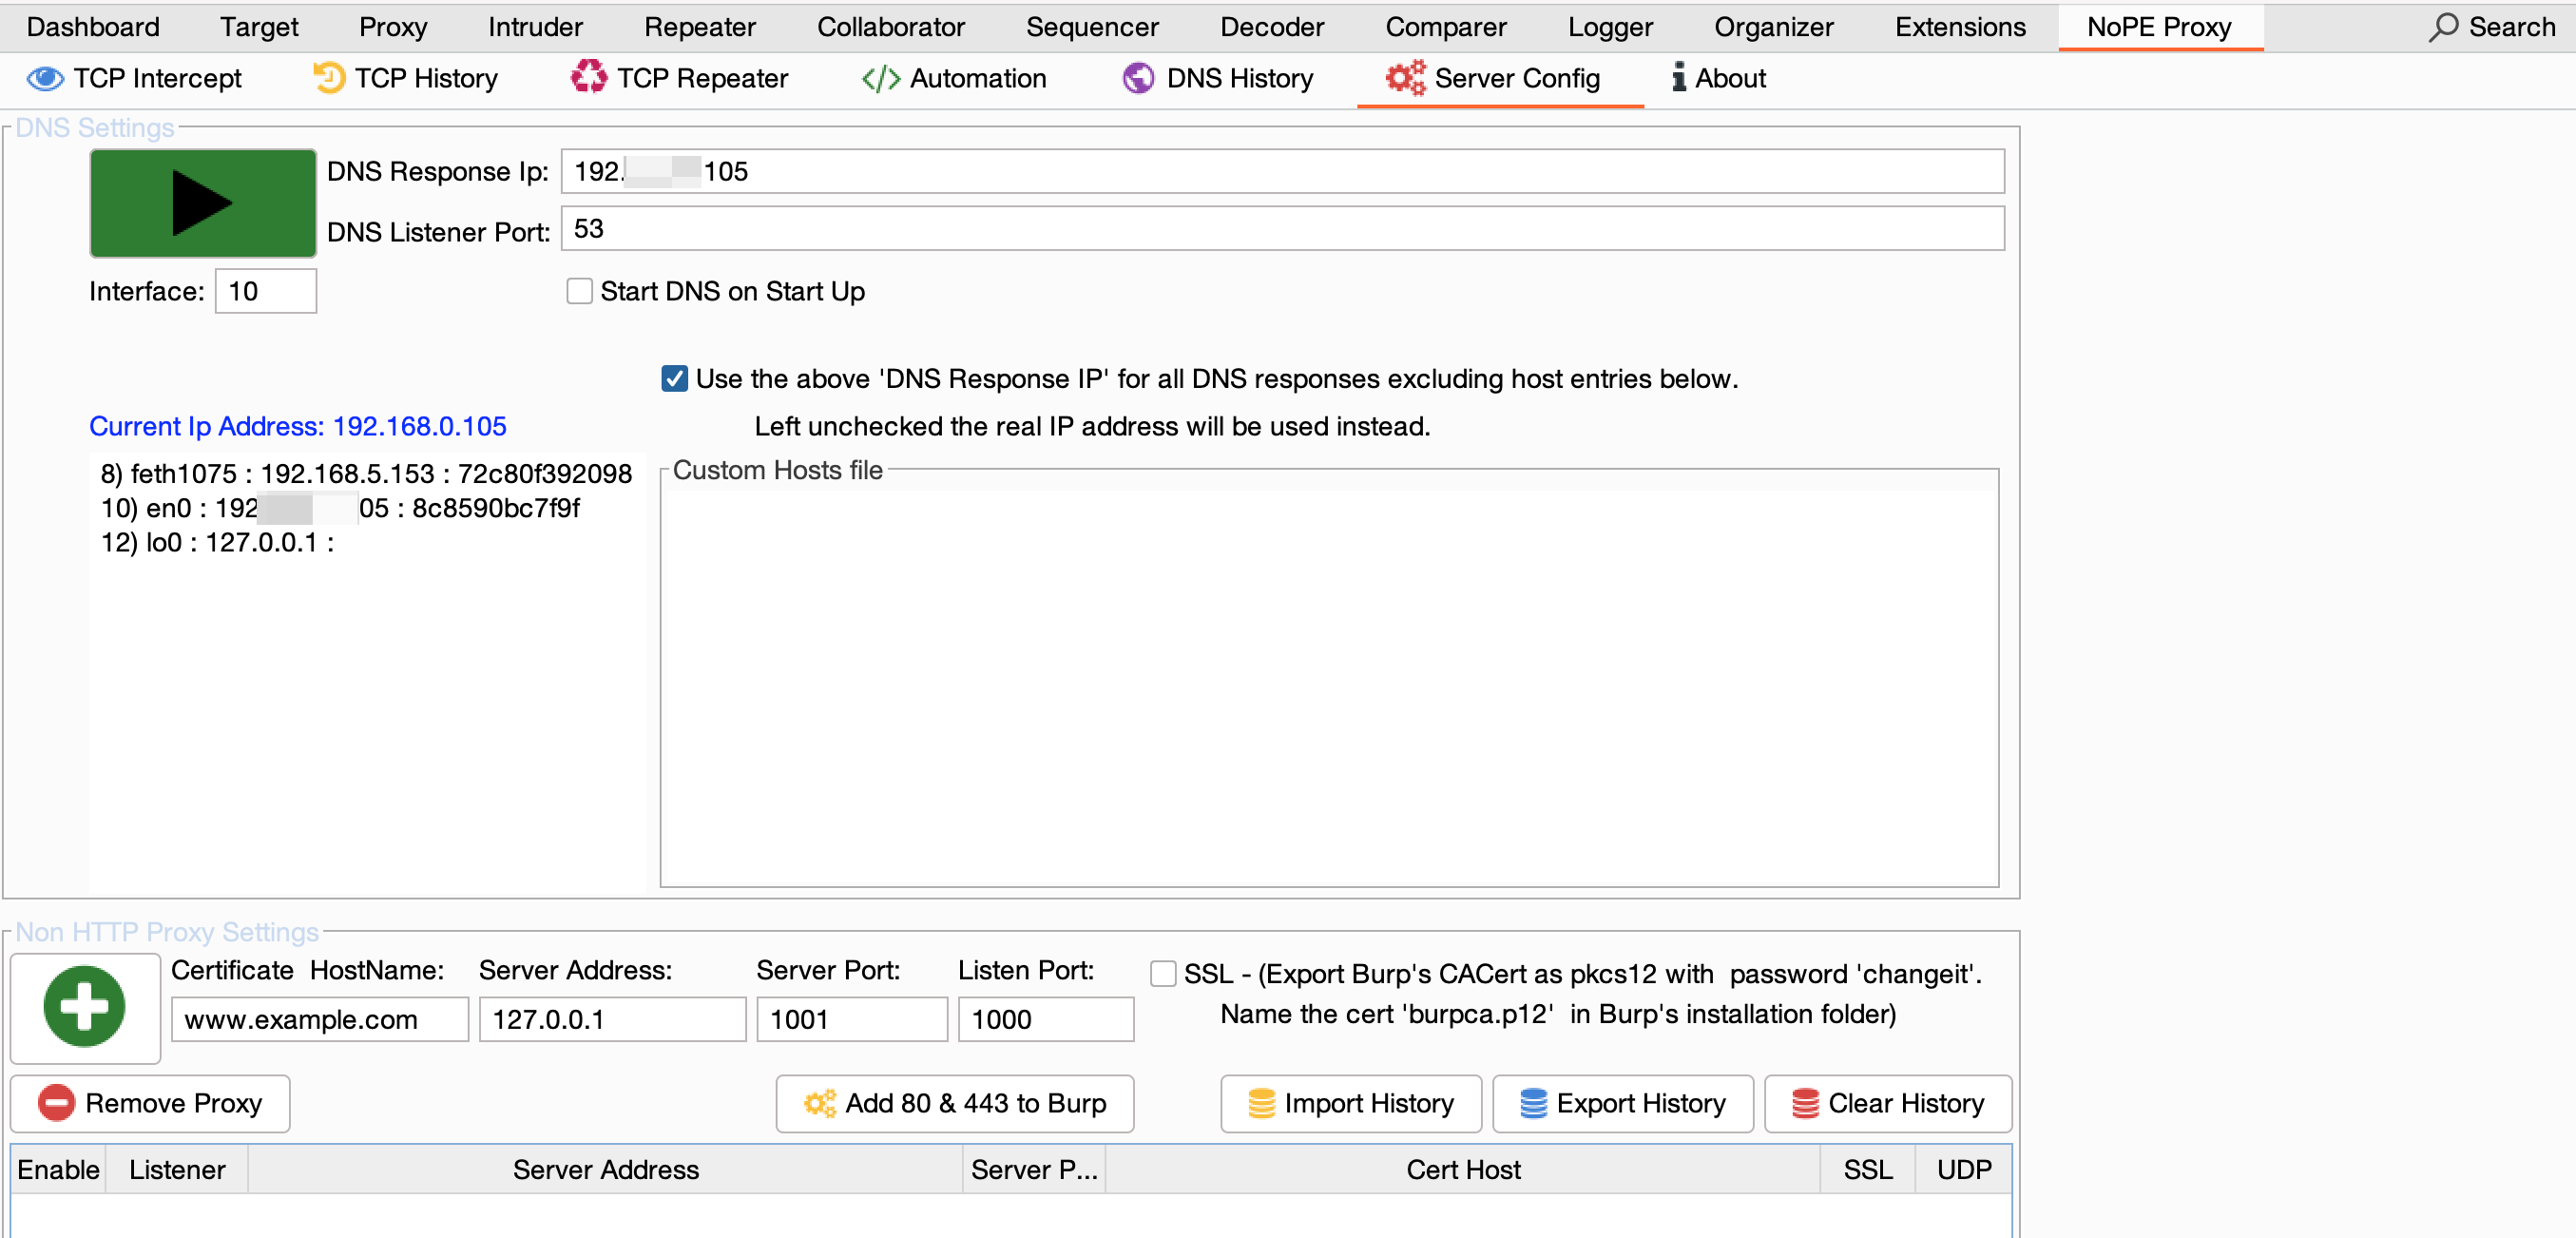 Dashboard Target Proxy Intruder Repeater Collaborator Sequencer Decoder Comparer Logger Organizer Extensions NoPE Proxy Search
TCP Intercept TCP History TCP Repeater Automation DNS History Server Config About
DNS Settings
DNS Response Ip: 192. 105
DNS Listener Port: 53
Interface: 10 Start DNS on Start Up
Use the above 'DNS Response IP' for all DNS responses excluding host entries below.
Current Ip Address: 192.168.0.105 Left unchecked the real IP address will be used instead.
Custom Hosts file
8) feth1075 : 192.168.5.153 : 72c80f392098
10) en0 : 192 05 : 8c8590bc7f9f
12) lo0 : 127.0.0.1 :
Non HTTP Proxy Settings
Certificate HostName: Server Address: Server Port: Listen Port: SSL - (Export Burp's CACert as pkcs12 with password 'changeit'.
www.example.com 127.0.0.1 1001 1000 Name the cert 'burpca.p12' in Burp's installation folder)
Remove Proxy Add 80 & 443 to Burp Import History Export History Clear History
Enable Listener Server Address Server P... Cert Host SSL UDP